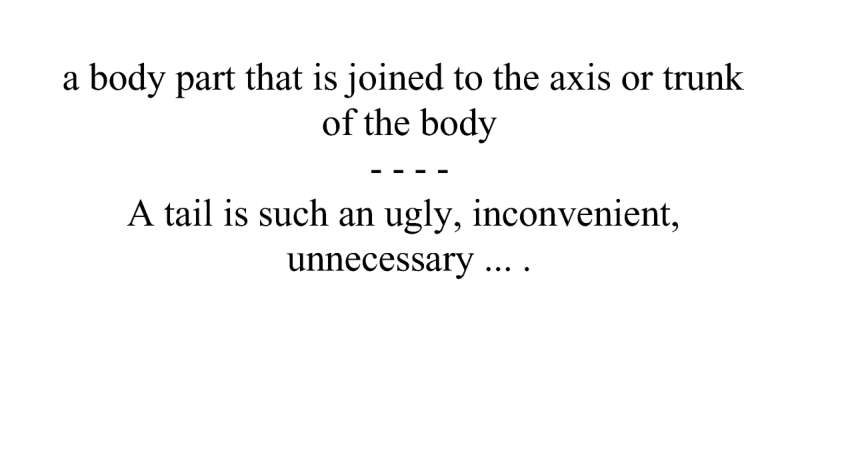 a body part that is joined to the axis or trunk
of the body
- - - -
A tail is such an ugly, inconvenient,
unnecessary ... .